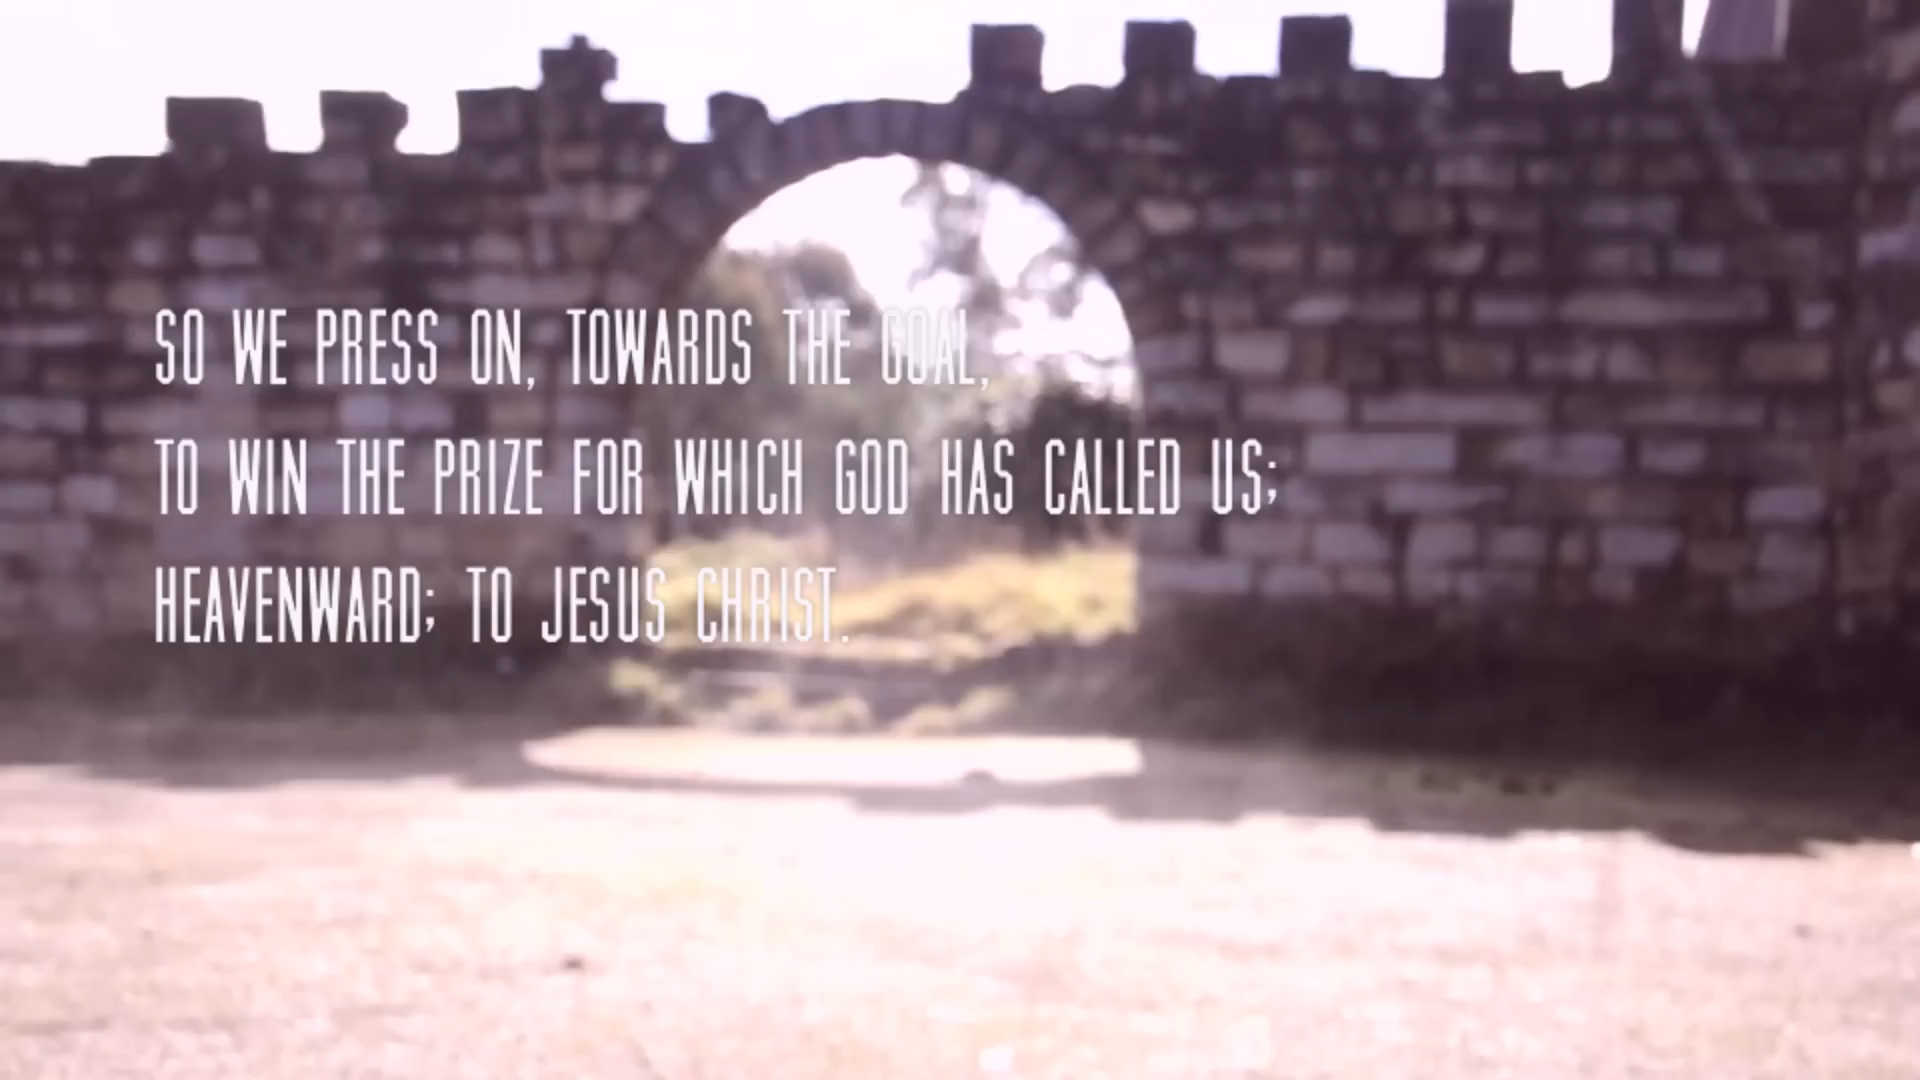 SO WE PRESS ON, TOWARDS THE GOAL,
TO WIN THE PRIZE FOR WHICH GOD HAS CALLED US;
HEAVENWARD; TO JESUS CHRIST.